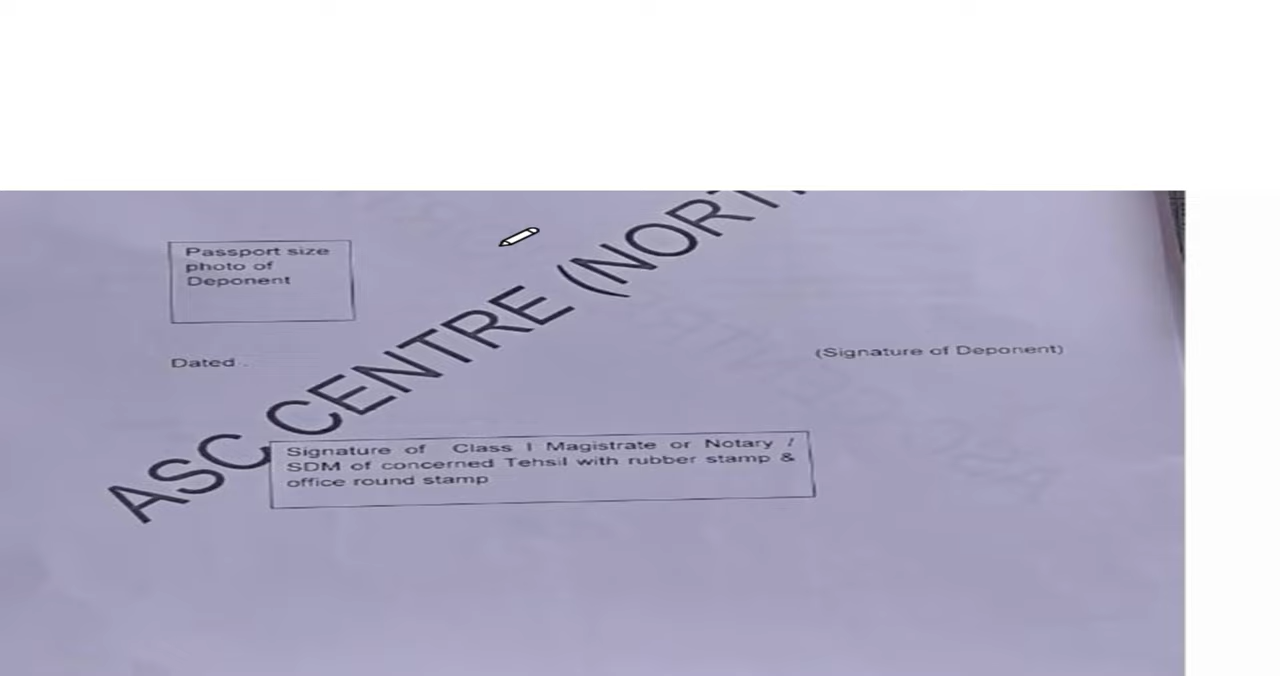 ASC CENTRE (NORT
Passport size
photo of
Deponent
Dated
(Signature of Deponent)
Signature of Class I Magistrate or Notary /
SDM of concerned Tehsil with rubber stamp &
office round stamp